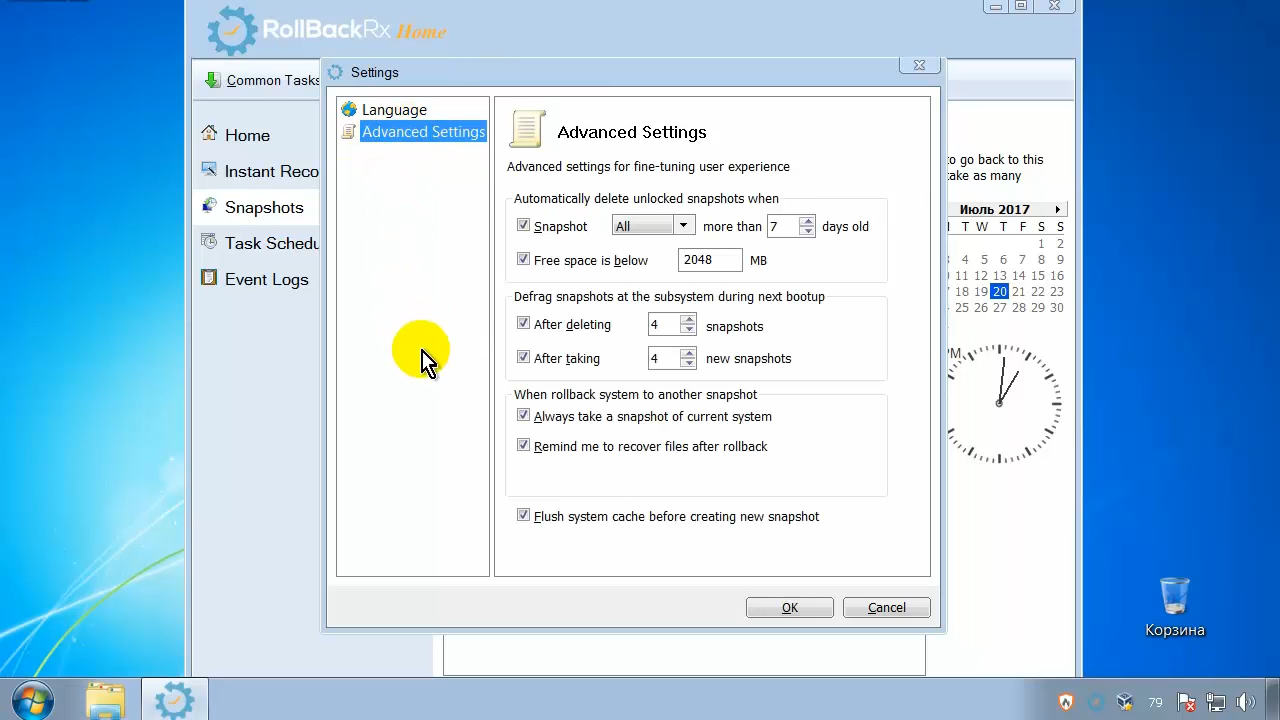 RollBackRx Home
Settings
Common Tasks
Language
Advanced Settings
Advanced Settings
Advanced settings for fine-tuning user experience
Automatically delete unlocked snapshots when
Snapshot All more than 7 days old
Free space is below 2048 MB
Defrag snapshots at the subsystem during next bootup
After deleting 4 snapshots
After taking 4 new snapshots
When rollback system to another snapshot
Always take a snapshot of current system
Remind me to recover files after rollback
Flush system cache before creating new snapshot
OK Cancel
Home
Instant Reco
Snapshots
Task Schedu
Event Logs
to go back to this
take as many
Июль 2017
T W T F S S
1 2
4 5 6 7 8 9
11 12 13 14 15 16
18 19 20 21 22 23
25 26 27 28 29 30
PM
Корзина
79